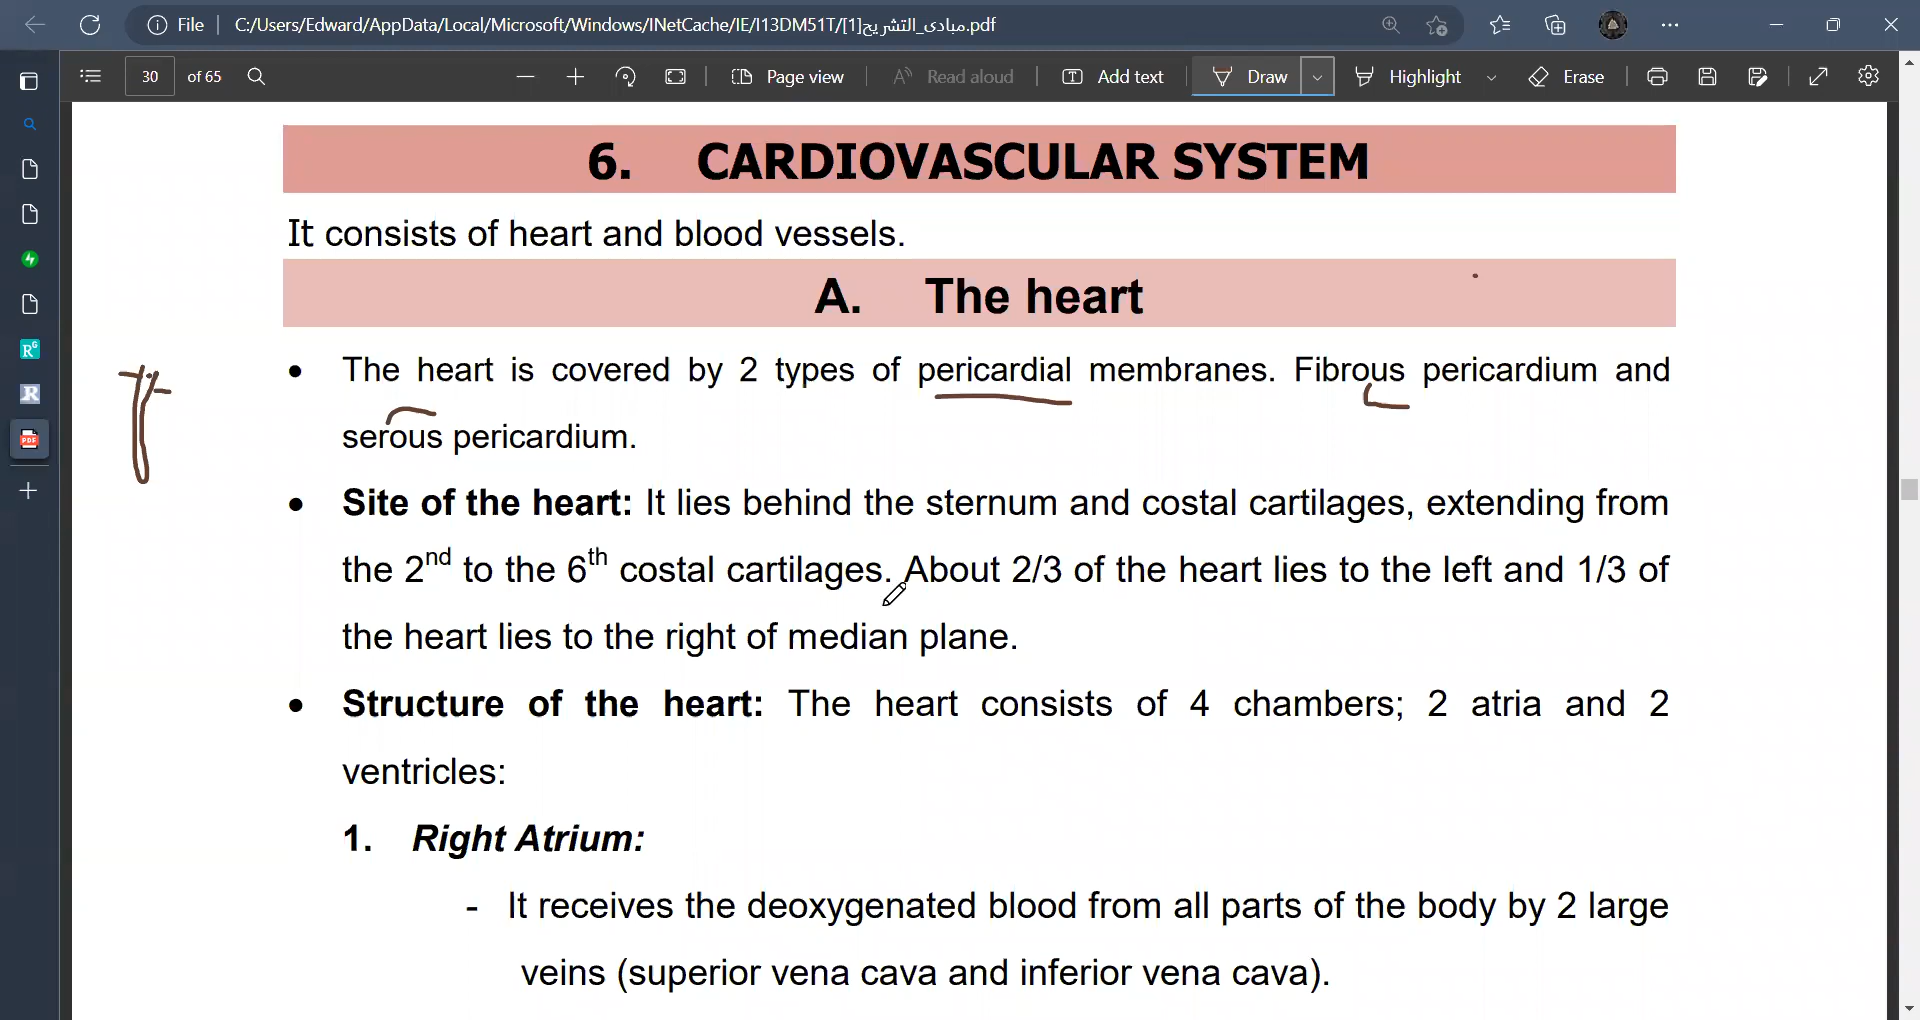 File
C:/Users/Edward/AppData/Local/Microsoft/Windows/INetCache/IE/I13DM51T/[1]مبادئ_التشريح.pdf
30 of 65
Page view
Read aloud
Add text
Draw
Highlight
Erase
6. CARDIOVASCULAR SYSTEM
It consists of heart and blood vessels.
A. The heart
• The heart is covered by 2 types of pericardial membranes. Fibrous pericardium and
serous pericardium.
• Site of the heart: It lies behind the sternum and costal cartilages, extending from
the 2nd to the 6th costal cartilages. About 2/3 of the heart lies to the left and 1/3 of
the heart lies to the right of median plane.
• Structure of the heart: The heart consists of 4 chambers; 2 atria and 2
ventricles:
1. Right Atrium:
- It receives the deoxygenated blood from all parts of the body by 2 large
veins (superior vena cava and inferior vena cava).